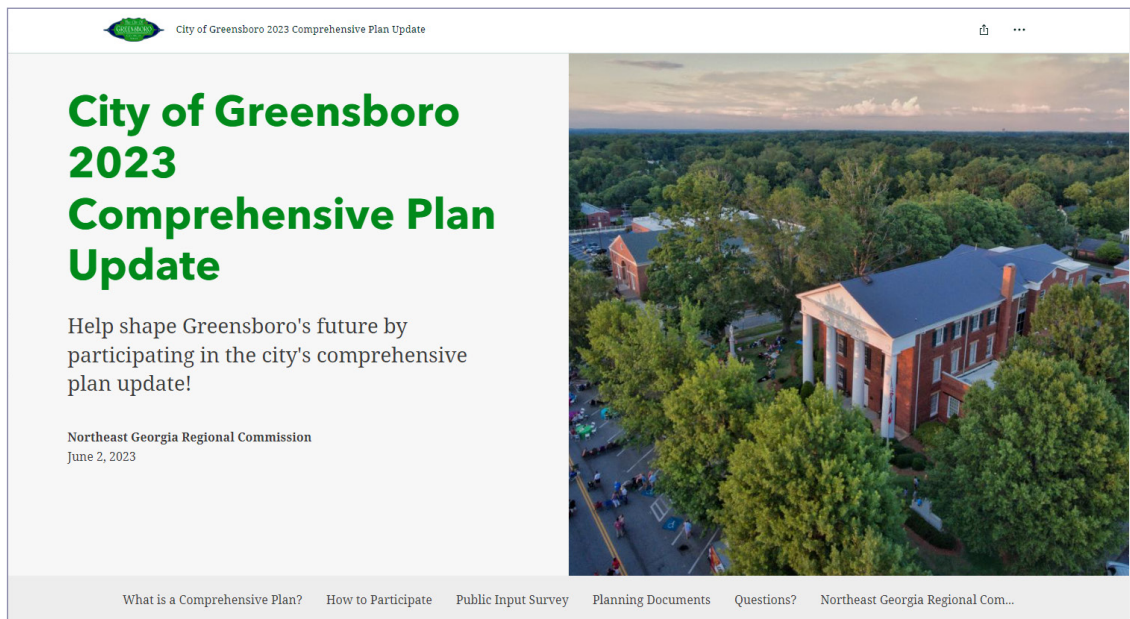 GREENSBORO
City of Greensboro 2023 Comprehensive Plan Update
City of Greensboro
2023
Comprehensive Plan
Update
Help shape Greensboro's future by
participating in the city's comprehensive
plan update!
Northeast Georgia Regional Commission
June 2, 2023
What is a Comprehensive Plan? How to Participate Public Input Survey Planning Documents Questions? Northeast Georgia Regional Com...